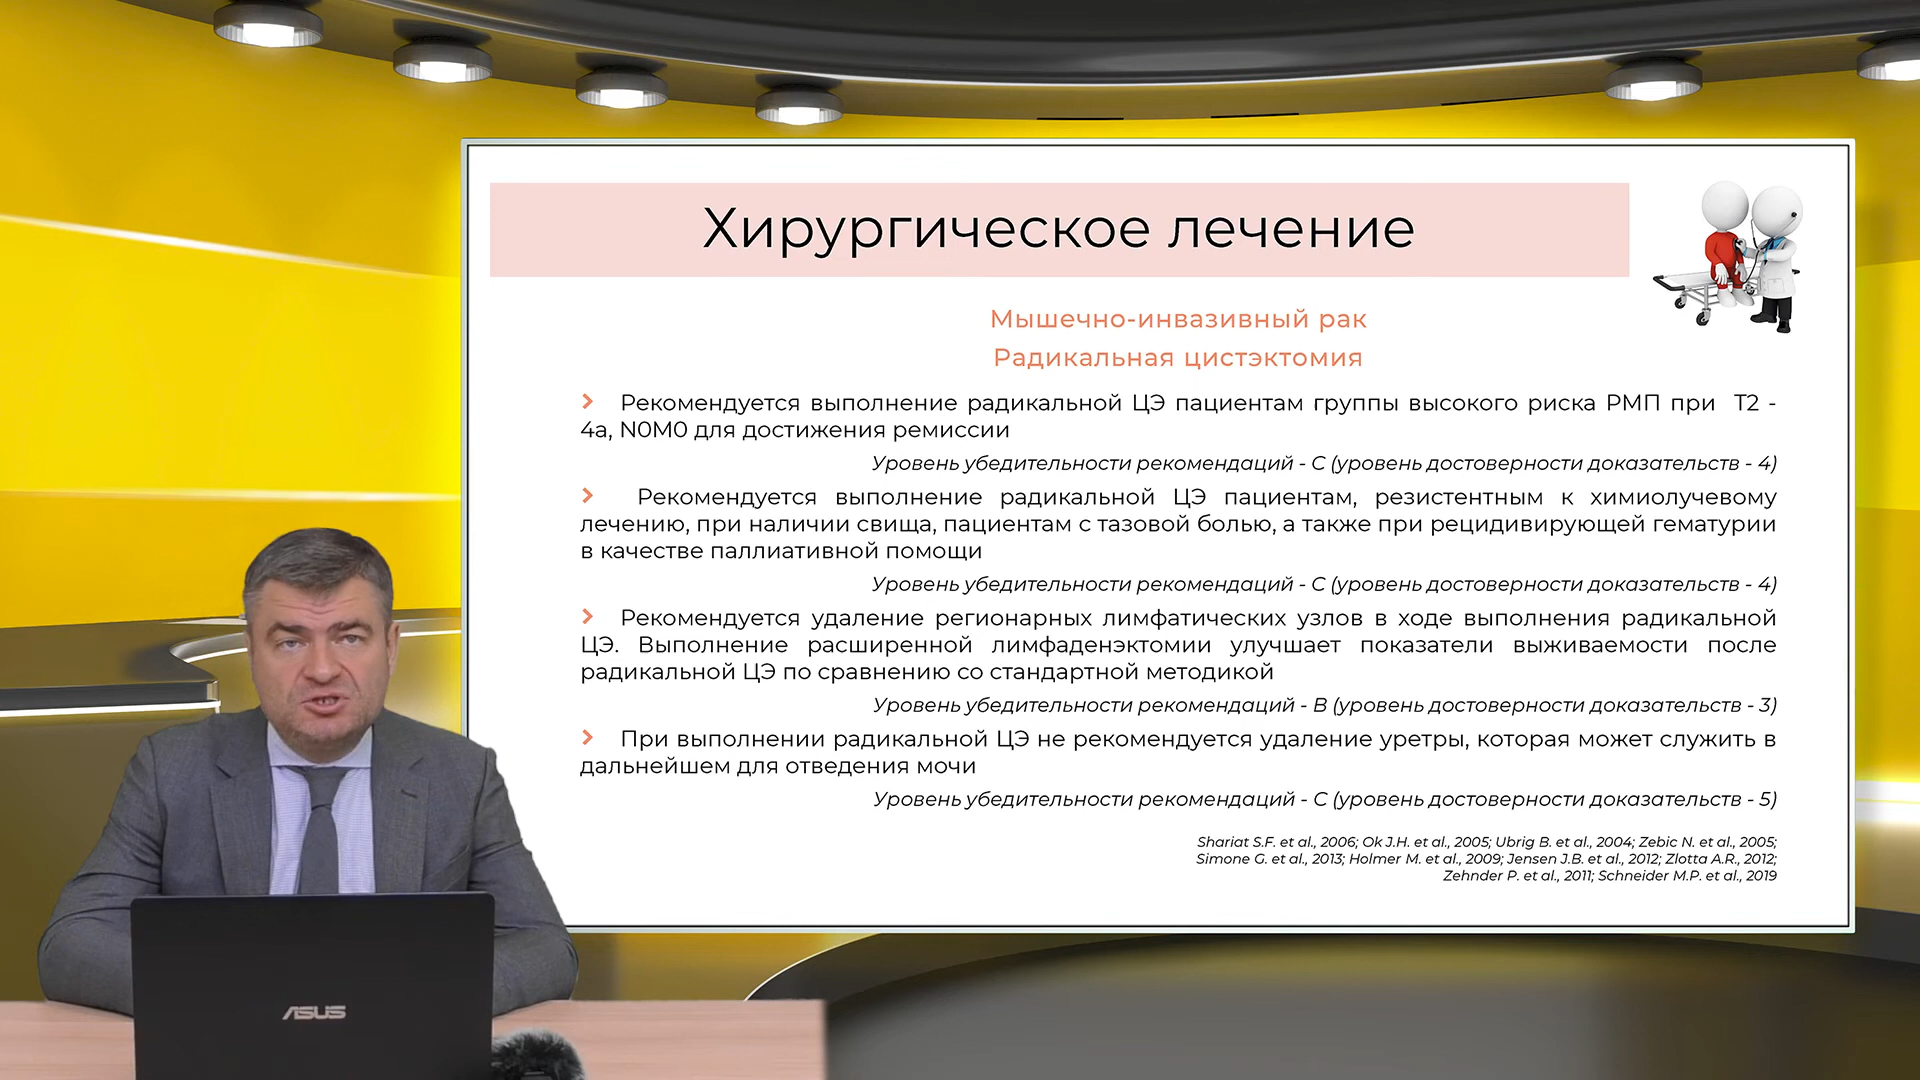 Хирургическое лечение
Мышечно-инвазивный рак
Радикальная цистэктомия
Рекомендуется выполнение радикальной ЦЭ пациентам группы высокого риска РМП при Т2 -
4а, N0M0 для достижения ремиссии
Уровень убедительности рекомендаций - С (уровень достоверности доказательств - 4)
Рекомендуется выполнение радикальной ЦЭ пациентам, резистентным к химиолучевому
лечению, при наличии свища, пациентам с тазовой болью, а также при рецидивирующей гематурии
в качестве паллиативной помощи
Уровень убедительности рекомендаций - С (уровень достоверности доказательств - 4)
Рекомендуется удаление регионарных лимфатических узлов в ходе выполнения радикальной
ЦЭ. Выполнение расширенной лимфаденэктомии улучшает показатели выживаемости после
радикальной ЦЭ по сравнению со стандартной методикой
Уровень убедительности рекомендаций - В (уровень достоверности доказательств - 3)
При выполнении радикальной ЦЭ не рекомендуется удаление уретры, которая может служить в
дальнейшем для отведения мочи
Уровень убедительности рекомендаций - С (уровень достоверности доказательств - 5)
Shariat S.F. et al., 2006; Ok J.H. et al., 2005; Ubrig B. et al., 2004; Zebic N. et al., 2005;
Simone G. et al., 2013; Holmer M. et al., 2009; Jensen J.B. et al., 2012; Zlotta A.R., 2012;
Zehnder P. et al., 2011; Schneider M.P. et al., 2019
ASUS